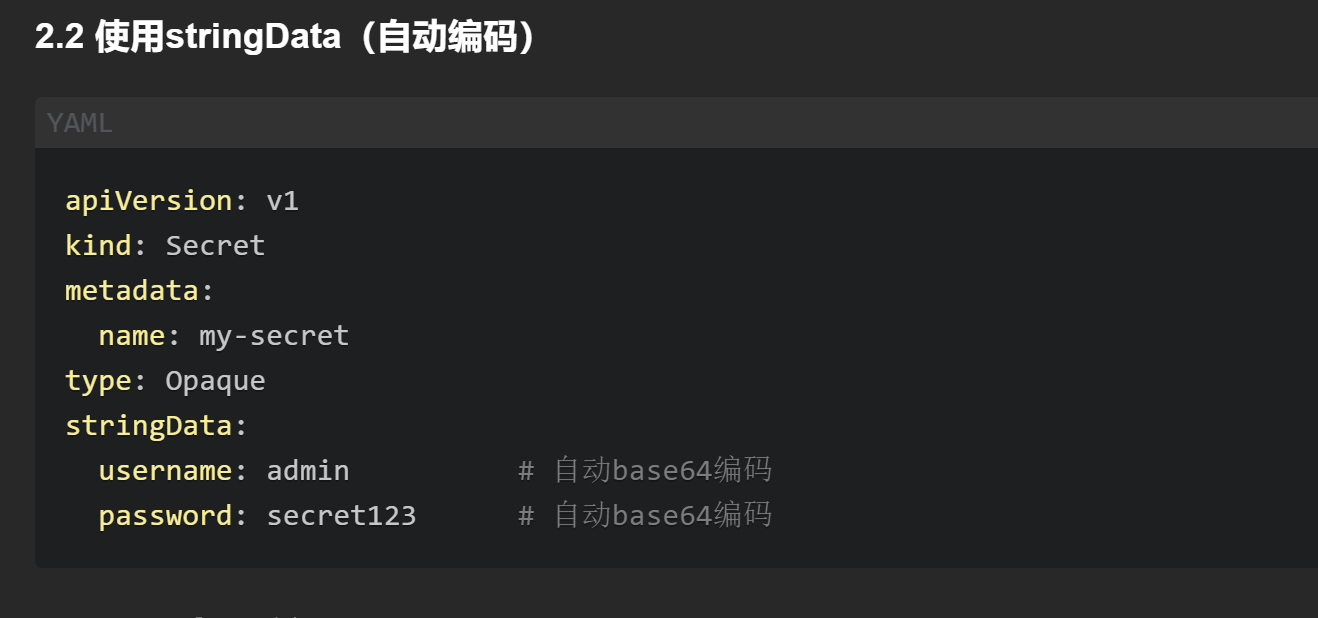 2.2 使用stringData（自动编码）
YAML
apiVersion: v1
kind: Secret
metadata:
  name: my-secret
type: Opaque
stringData:
  username: admin          # 自动base64编码
  password: secret123      # 自动base64编码